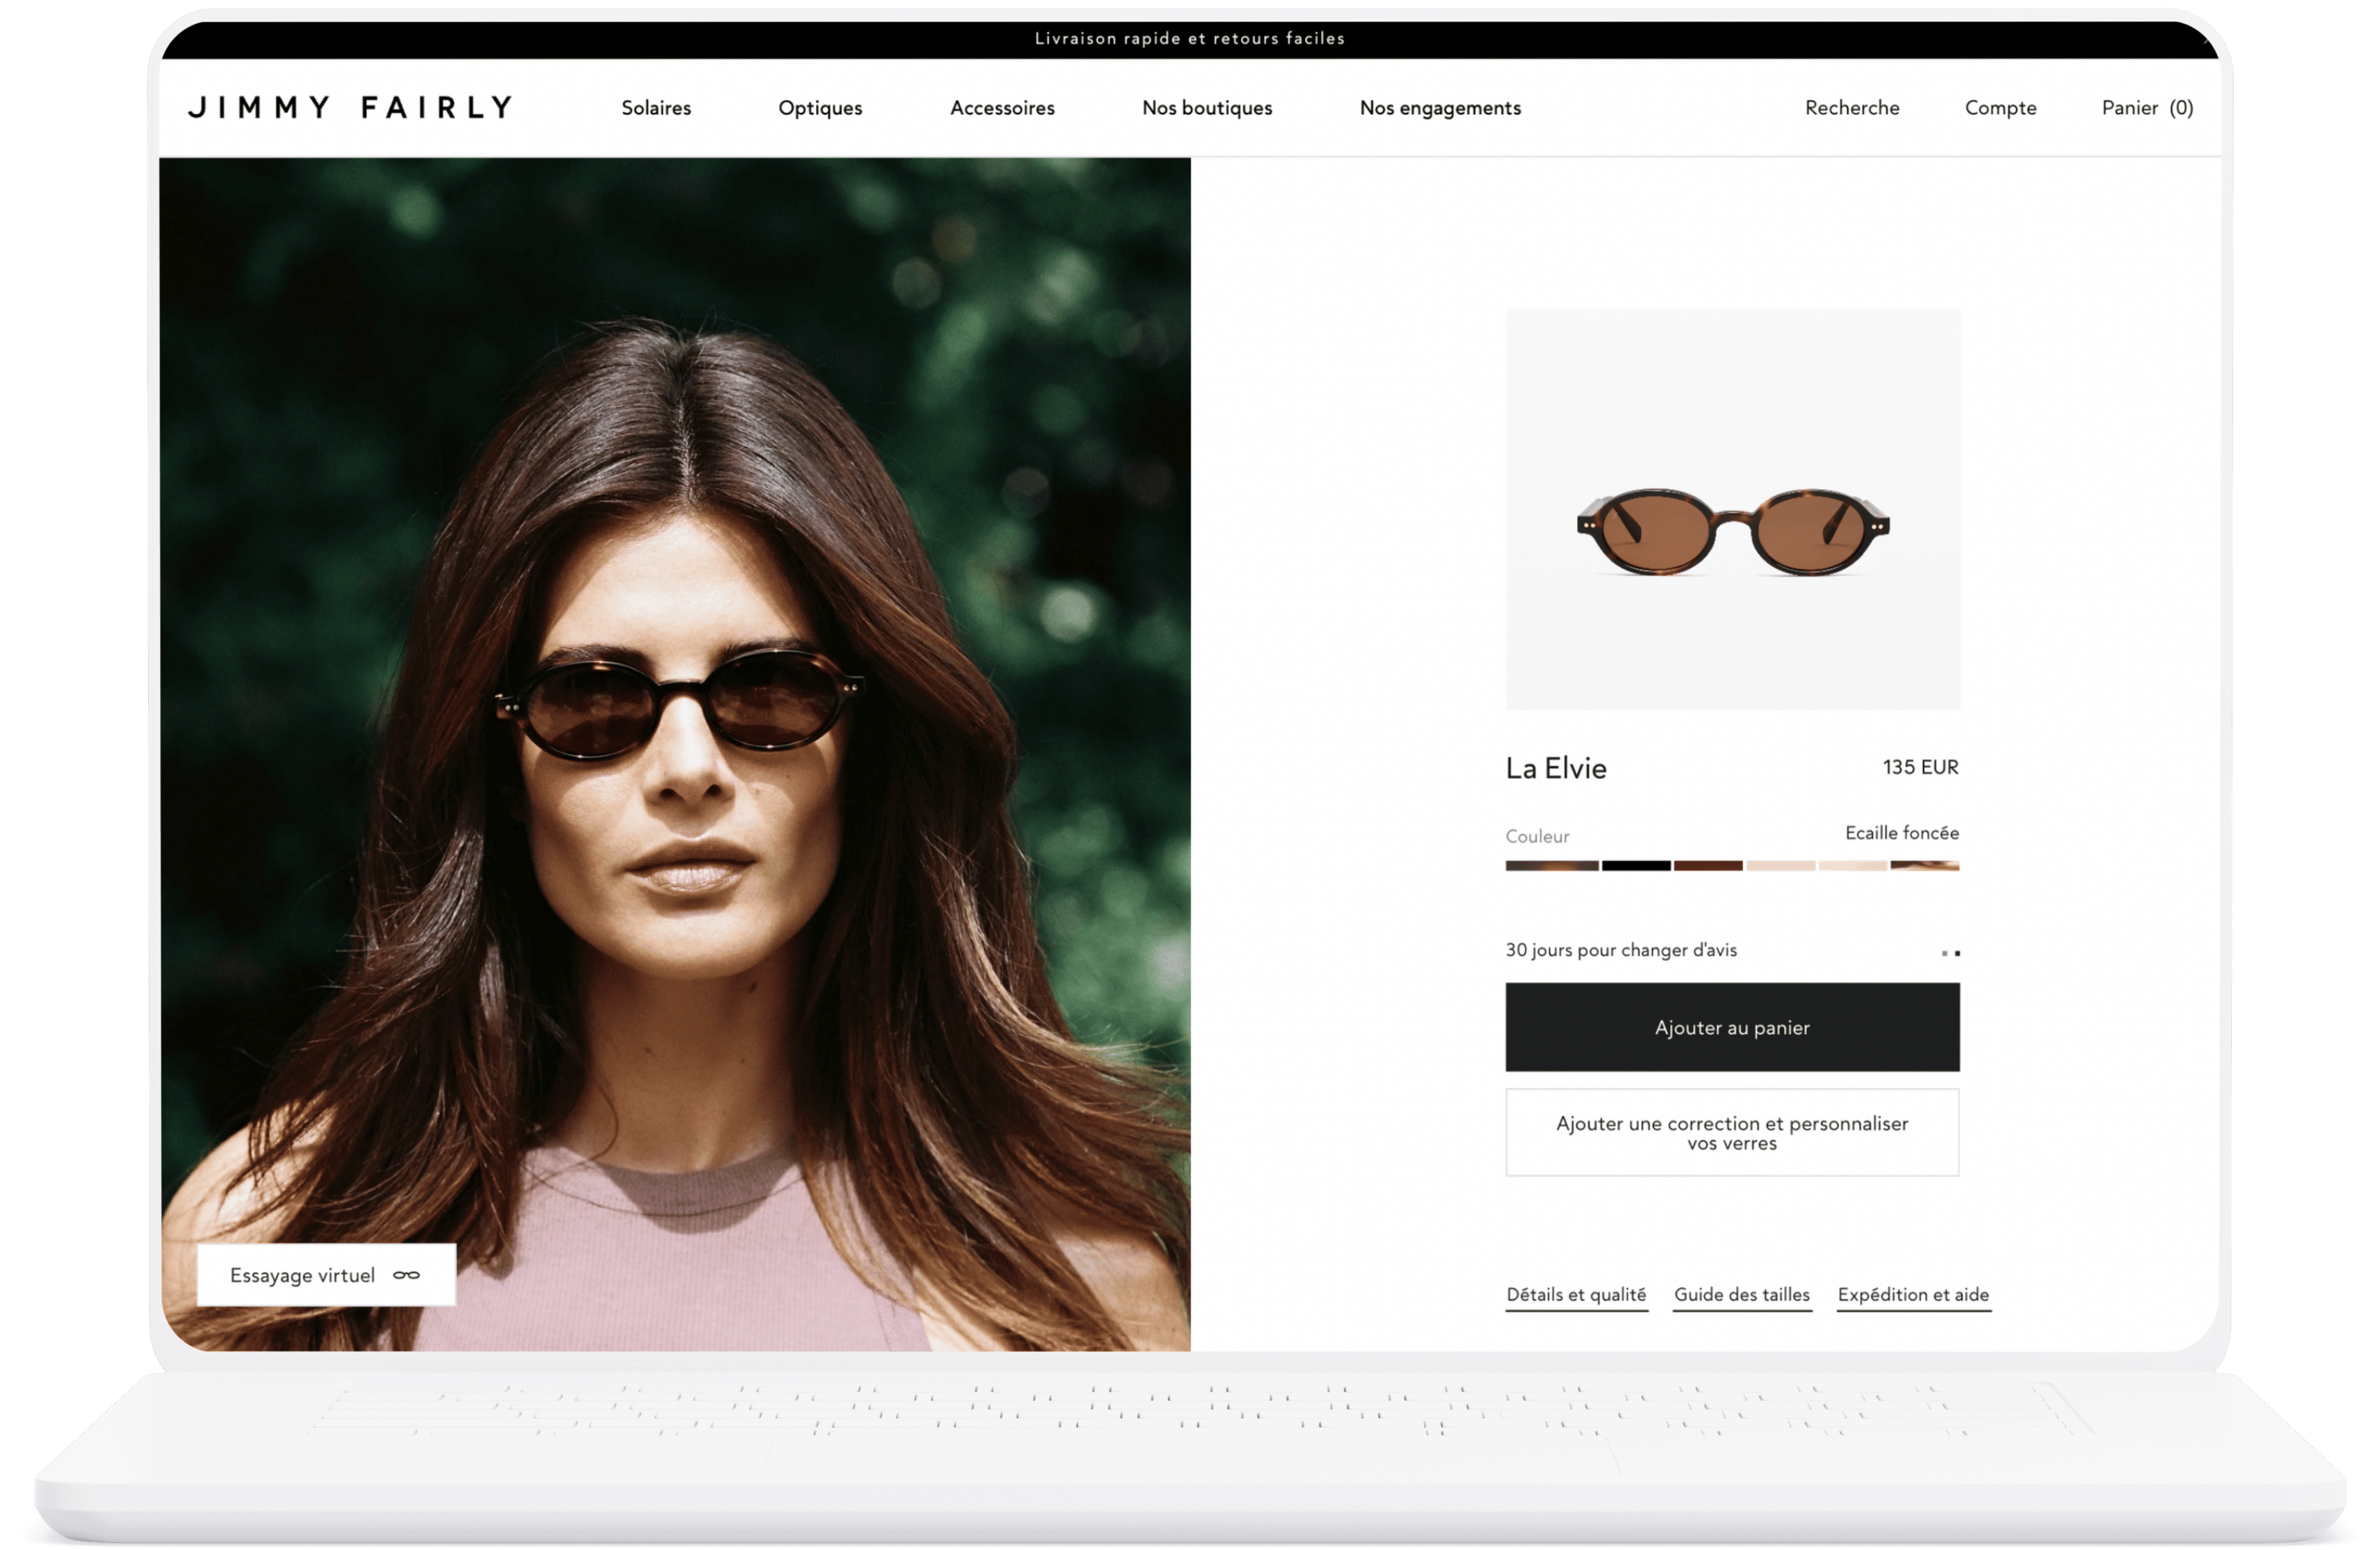 Livraison rapide et retours faciles
JIMMY FAIRLY
Solaires
Optiques
Accessoires
Nos boutiques
Nos engagements
Recherche
Compte
Panier (0)
La Elvie
135 EUR
Couleur
Ecaille foncée
30 jours pour changer d'avis
Ajouter au panier
Ajouter une correction et personnaliser
vos verres
Essayage virtuel
Détails et qualité
Guide des tailles
Expédition et aide